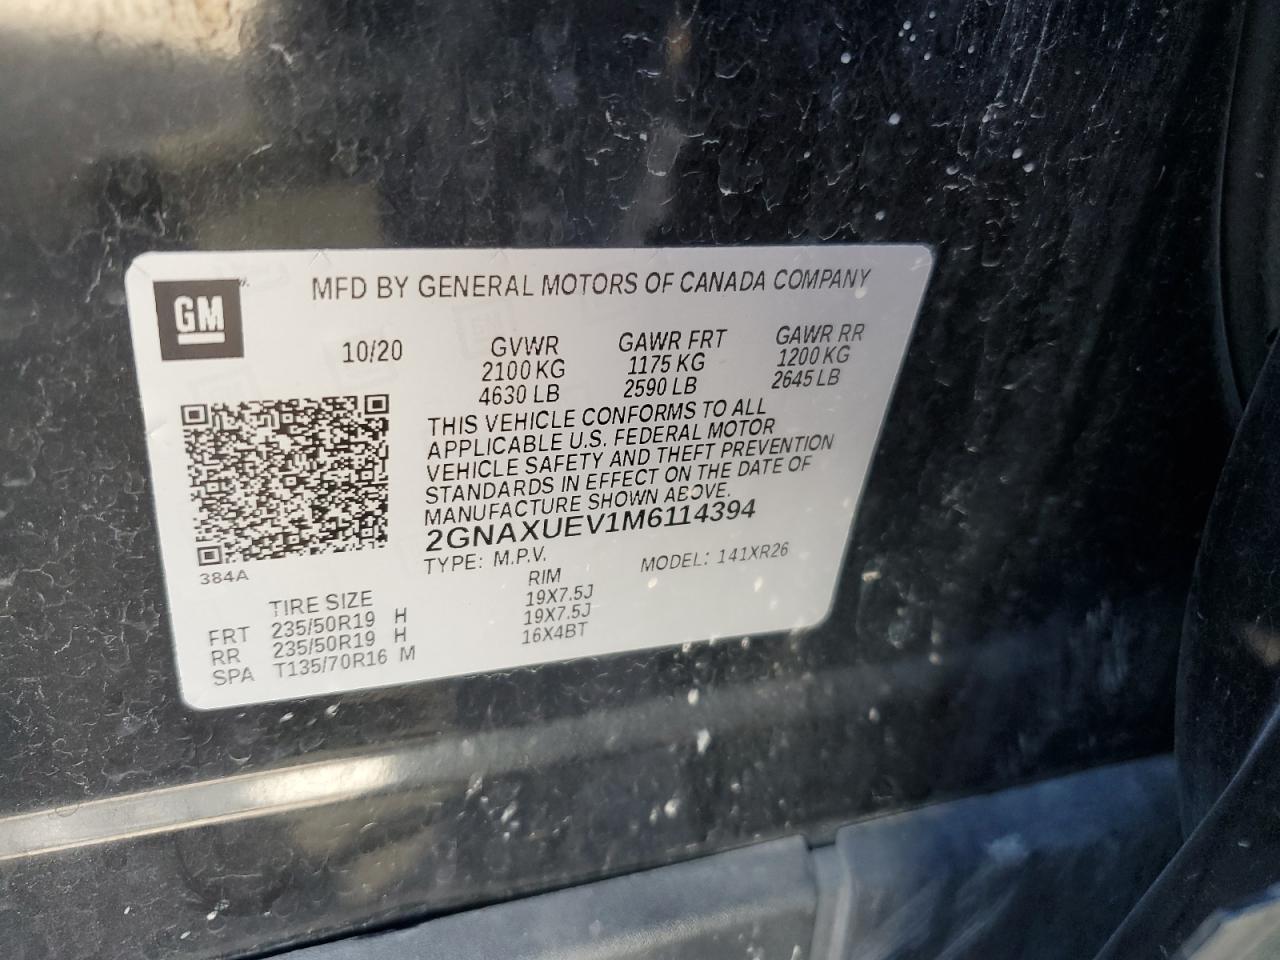 GM
MFD BY GENERAL MOTORS OF CANADA COMPANY
10/20
GVWR GAWR FRT GAWR RR
2100 KG 1175 KG 1200 KG
4630 LB 2590 LB 2645 LB
THIS VEHICLE CONFORMS TO ALL
APPLICABLE U.S. FEDERAL MOTOR
VEHICLE SAFETY AND THEFT PREVENTION
STANDARDS IN EFFECT ON THE DATE OF
MANUFACTURE SHOWN ABOVE.
2GNAXUEV1M6114394
TYPE: M.P.V. MODEL: 141XR26
384A
TIRE SIZE RIM
FRT 235/50R19 H 19X7.5J
RR 235/50R19 H 19X7.5J
SPA T135/70R16 M 16X4BT